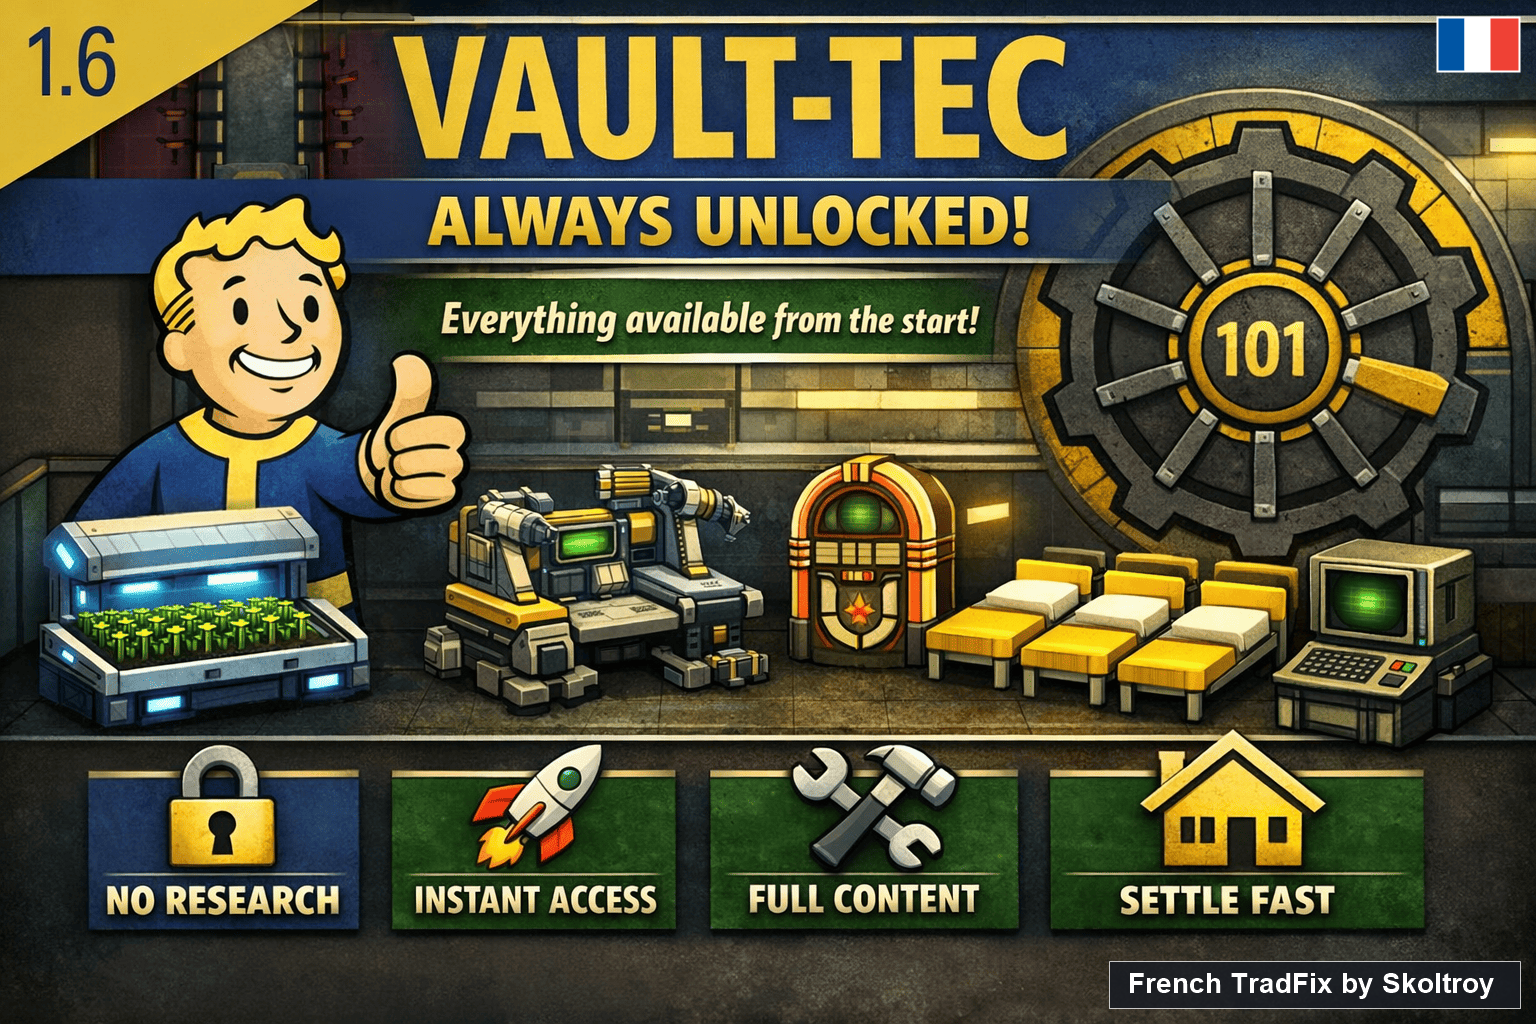 1.6
VAULT-TEC
ALWAYS UNLOCKED!
Everything available from the start!
101
NO RESEARCH
INSTANT ACCESS
FULL CONTENT
SETTLE FAST
French TradFix by Skoltroy